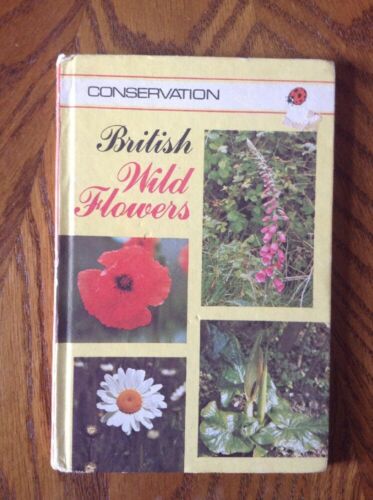 CONSERVATION
British
Wild
Flowers